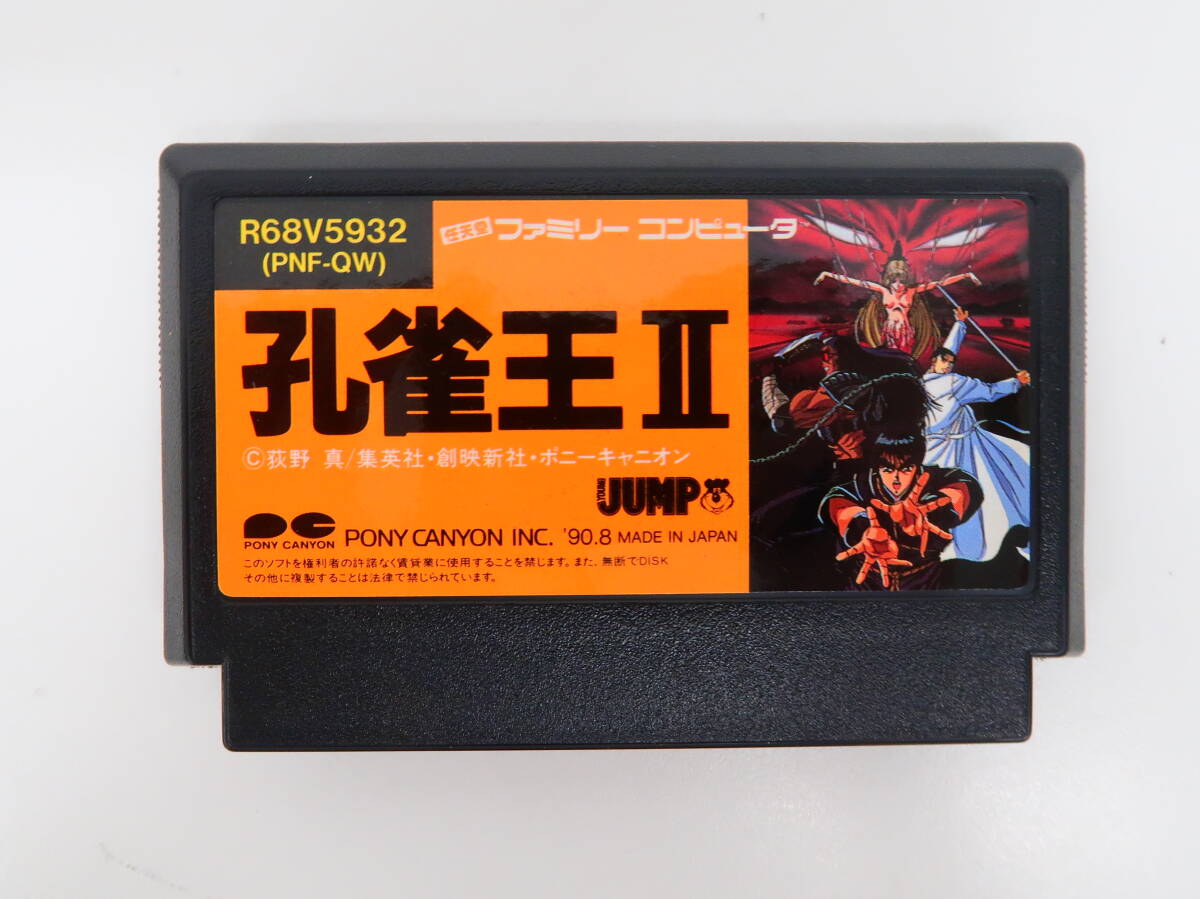 R68V5932
(PNF-QW)
任天堂 ファミリー コンピュータ™
孔雀王II
©荻野 真/集英社・創映新社・ポニーキャニオン
YOUNG JUMP
PONY CANYON
PONY CANYON INC. '90.8 MADE IN JAPAN
このソフトを権利者の許諾なく賃貸業に使用することを禁じます。また、無断でDISK
その他に複製することは法律で禁じられています。